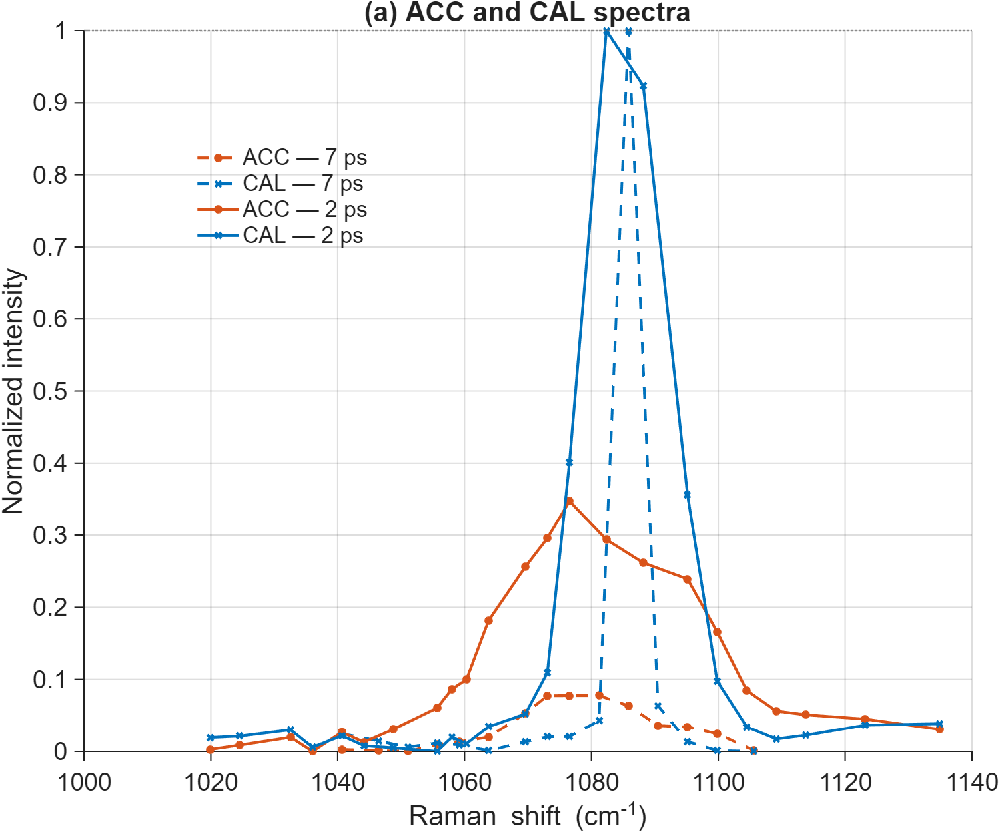 (a) ACC and CAL spectra
1
0.9
0.8
0.7
0.6
0.5
0.4
0.3
0.2
0.1
0
Normalized intensity
ACC — 7 ps
CAL — 7 ps
ACC — 2 ps
CAL — 2 ps
1000 1020 1040 1060 1080 1100 1120 1140
Raman shift (cm⁻¹)